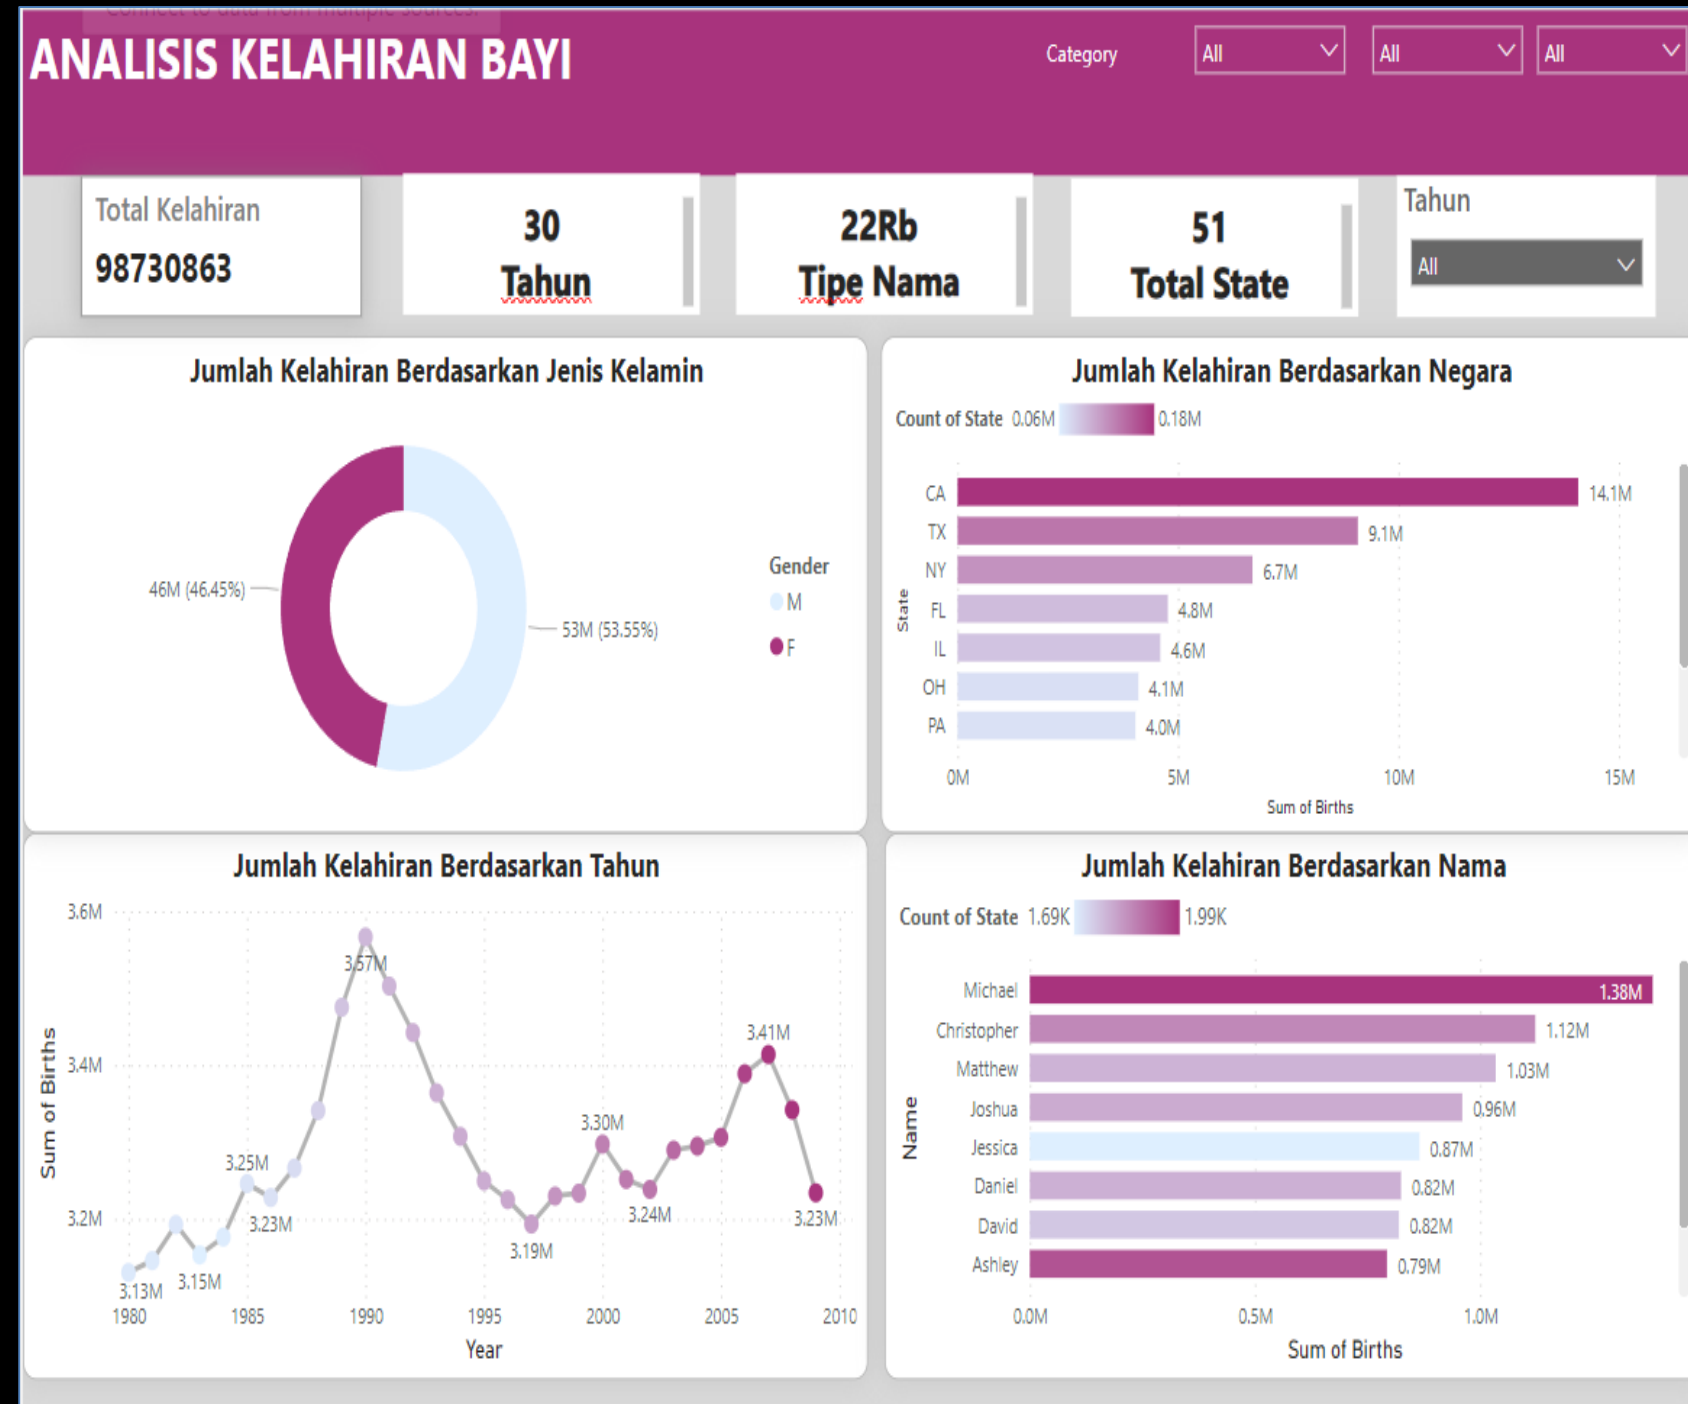 Connect to data from multiple sources.
ANALISIS KELAHIRAN BAYI
Category
All
All
All
Total Kelahiran
98730863
30
Tahun
22Rb
Tipe Nama
51
Total State
Tahun
All
Jumlah Kelahiran Berdasarkan Jenis Kelamin
46M (46.45%)
53M (53.55%)
Gender
M
F
Jumlah Kelahiran Berdasarkan Negara
Count of State 0.06M 0.18M
State
CA 14.1M
TX 9.1M
NY 6.7M
FL 4.8M
IL 4.6M
OH 4.1M
PA 4.0M
0M 5M 10M 15M
Sum of Births
Jumlah Kelahiran Berdasarkan Tahun
Sum of Births
3.6M
3.4M
3.2M
3.13M
3.15M
3.25M
3.23M
3.57M
3.19M
3.30M
3.24M
3.41M
3.23M
1980 1985 1990 1995 2000 2005 2010
Year
Jumlah Kelahiran Berdasarkan Nama
Count of State 1.69K 1.99K
Name
Michael 1.38M
Christopher 1.12M
Matthew 1.03M
Joshua 0.96M
Jessica 0.87M
Daniel 0.82M
David 0.82M
Ashley 0.79M
0.0M 0.5M 1.0M
Sum of Births